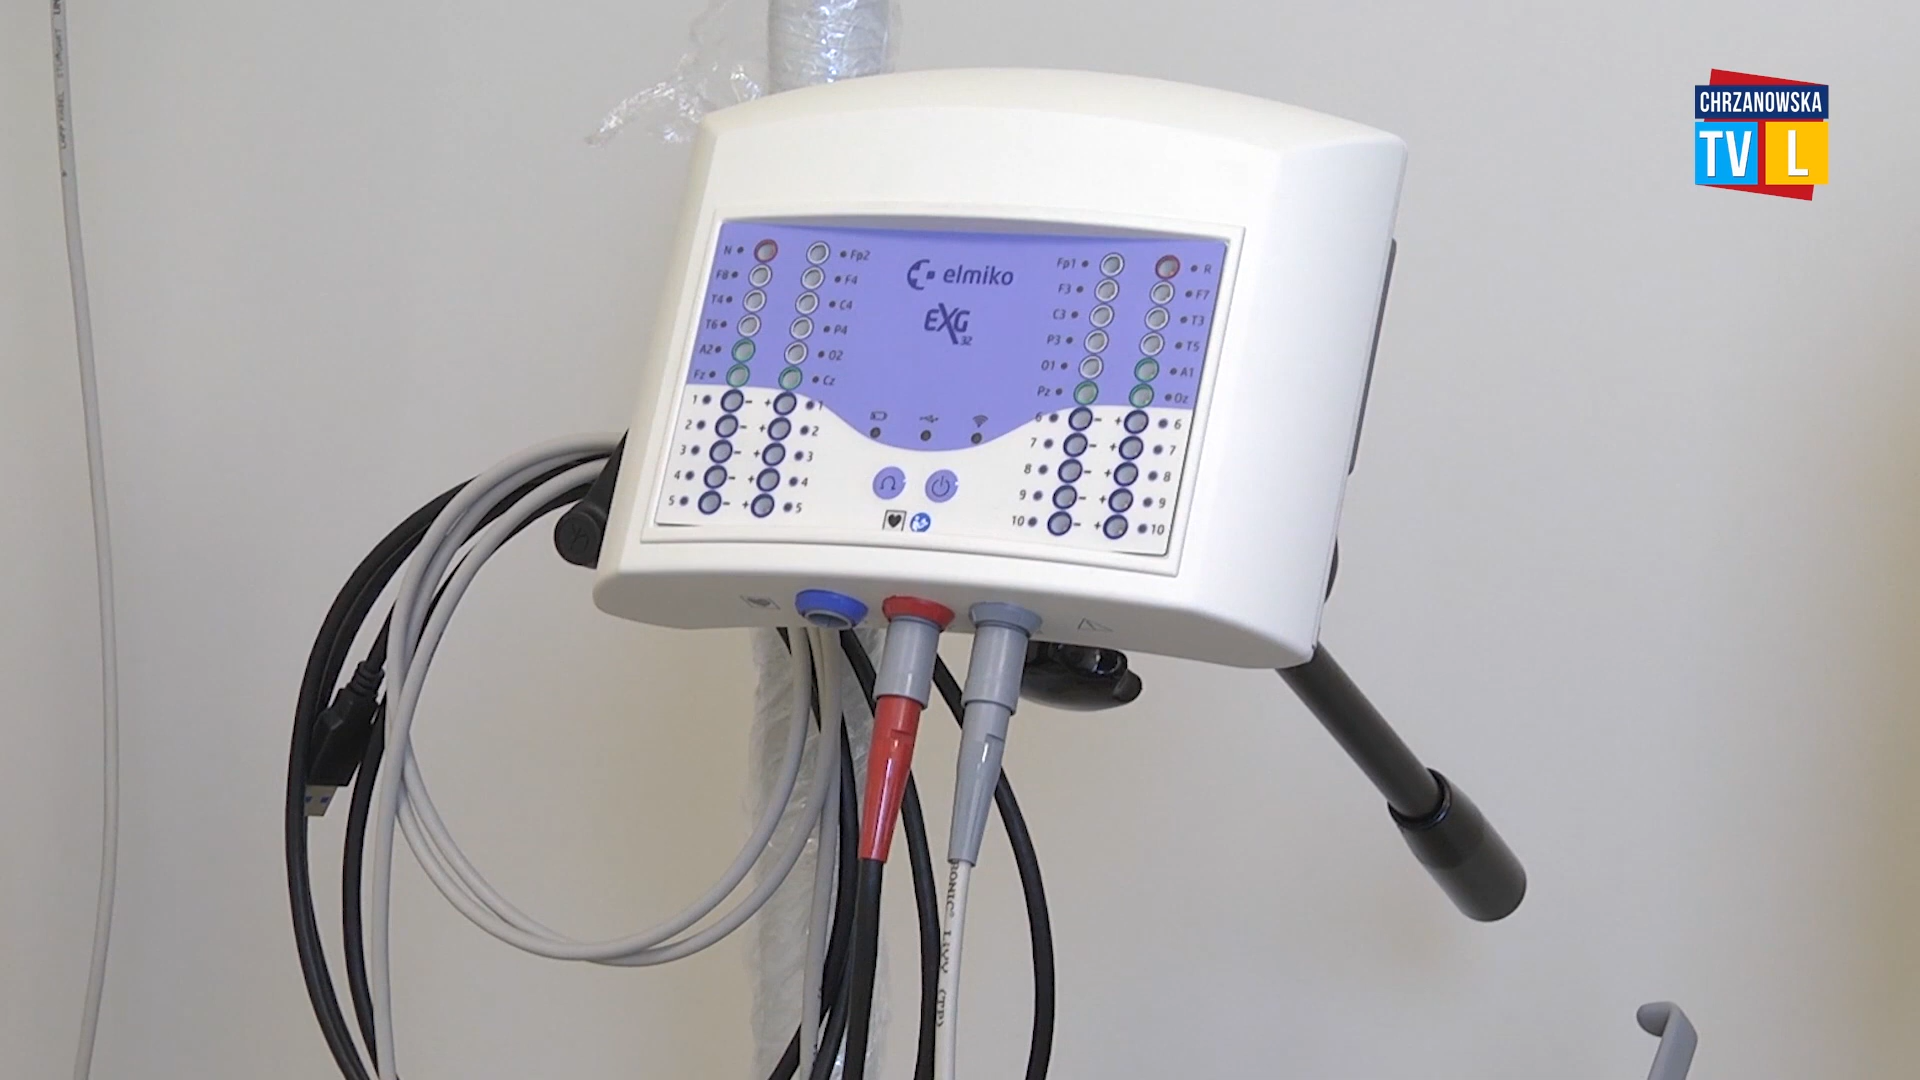 CHRZANOWSKA
TV L
elmiko
EXG
32
N Fp2
F8 F4
T4 C4
T6 P4
A2 O2
Fz Cz
1 - + 1
2 - + 2
3 - + 3
4 - + 4
5 - + 5
Fp1 R
F3 F7
C3 T3
P3 T5
O1 A1
Pz Oz
6 - + 6
7 - + 7
8 - + 8
9 - + 9
10 - + 10
LIYY (TP)